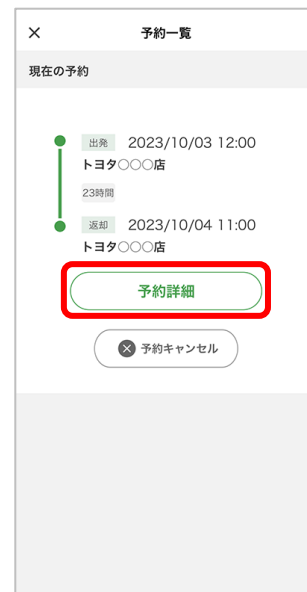 予約一覧
現在の予約
出発 2023/10/03 12:00
トヨタ○○○店
23時間
返却 2023/10/04 11:00
トヨタ○○○店
予約詳細
予約キャンセル